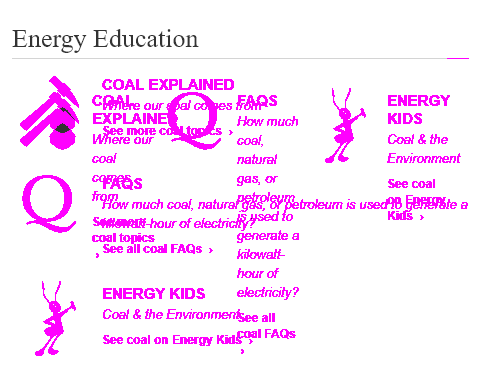 Energy Education
COAL EXPLAINED
Where our coal comes from
See more coal topics ›
FAQS
How much coal, natural gas, or petroleum is used to generate a
kilowatt-hour of electricity?
See all coal FAQs ›
ENERGY KIDS
Coal & the Environment
See coal on Energy Kids ›
COAL
EXPLAINED
Where our
coal
comes
from
See more
coal topics
›
FAQS
How much
coal,
natural
gas, or
petroleum
is used to
generate a
kilowatt-
hour of
electricity?
See all
coal FAQs
›
ENERGY
KIDS
Coal & the
Environment
See coal
on Energy
Kids ›